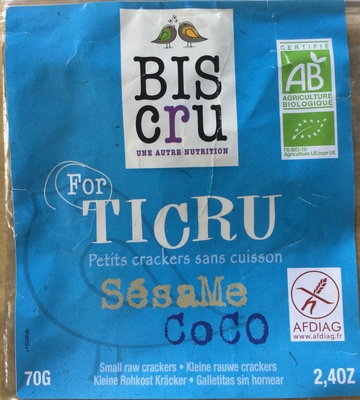 BIS
cru
UNE AUTRE NUTRITION
CERTIFIÉ
AB
AGRICULTURE
BIOLOGIQUE
FR-BIO-10
Agriculture UE/non UE
For
TICRU
Petits crackers sans cuisson
SésaMe
CoCO
AFDIAG
www.afdiag.fr
Small raw crackers • Kleine rauwe crackers
70G
Kleine Rohkost Kräcker • Galletitas sin hornear
2,4OZ